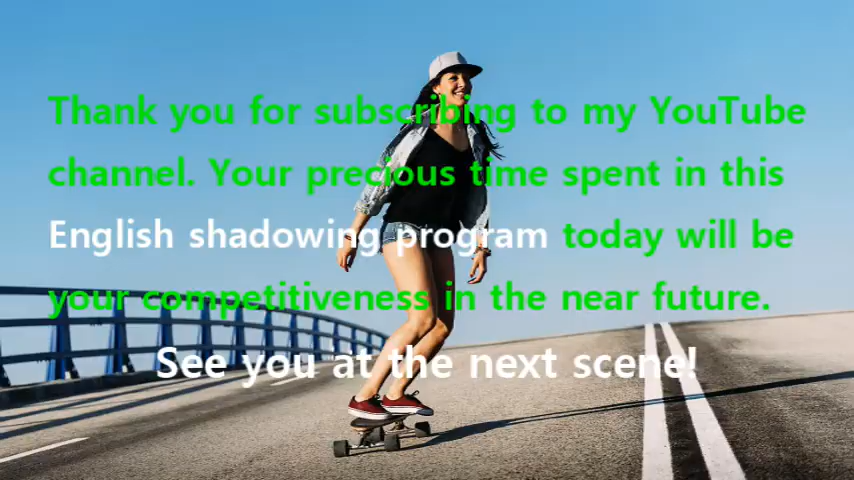 Thank you for subscribing to my YouTube
channel. Your precious time spent in this
English shadowing program today will be
your competitiveness in the near future.
See you at the next scene!